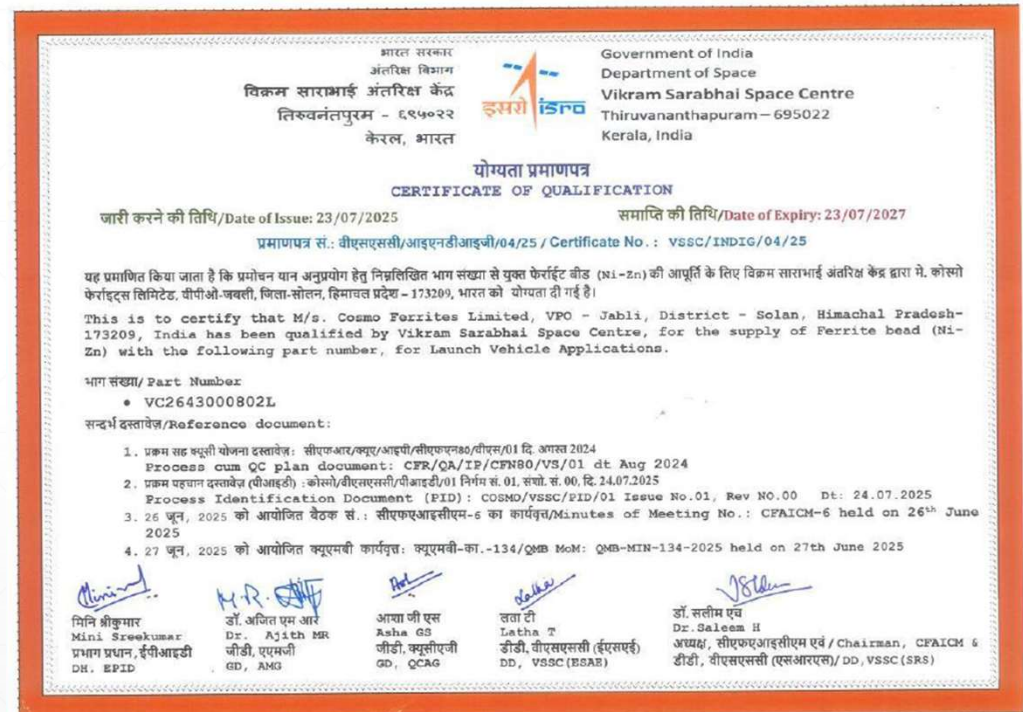 भारत सरकार
अंतरिक्ष विभाग
विक्रम साराभाई अंतरिक्ष केंद्र
तिरुवनंतपुरम - ६९५०२२
केरल, भारत
इसरो isro
Government of India
Department of Space
Vikram Sarabhai Space Centre
Thiruvananthapuram – 695022
Kerala, India
योग्यता प्रमाणपत्र
CERTIFICATE OF QUALIFICATION
जारी करने की तिथि/Date of Issue: 23/07/2025 समाप्ति की तिथि/Date of Expiry: 23/07/2027
प्रमाणपत्र सं.: वीएसएससी/आइएनडीआइजी/04/25 / Certificate No.: VSSC/INDIG/04/25
यह प्रमाणित किया जाता है कि प्रमोचन यान अनुप्रयोग हेतु निम्नलिखित भाग संख्या से युक्त फेर्राईट बीड (Ni-Zn) की आपूर्ति के लिए विक्रम साराभाई अंतरिक्ष केंद्र द्वारा मे. कोस्मो
फेर्राइट्स लिमिटेड, वीपीओ-जबली, जिला-सोलन, हिमाचल प्रदेश – 173209, भारत को योग्यता दी गई है।
This is to certify that M/s. Cosmo Ferrites Limited, VPO - Jabli, District - Solan, Himachal Pradesh-
173209, India has been qualified by Vikram Sarabhai Space Centre, for the supply of Ferrite bead (Ni-
Zn) with the following part number, for Launch Vehicle Applications.
भाग संख्या/ Part Number
• VC2643000802L
सन्दर्भ दस्तावेज़/Reference document:
1. प्रक्रम सह क्यूसी योजना दस्तावेज़: सीएफआर/क्यूए/आइपी/सीएफएन80/वीएस/01 दि. अगस्त 2024
Process cum QC plan document: CFR/QA/IP/CFN80/VS/01 dt Aug 2024
2. प्रक्रम पहचान दस्तावेज़ (पीआइडी) : कोस्मो/वीएसएससी/पीआइडी/01 निर्गम सं. 01, संशो. सं. 00, दि. 24.07.2025
Process Identification Document (PID): COSMO/VSSC/PID/01 Issue No.01, Rev NO.00 Dt: 24.07.2025
3. 26 जून, 2025 को आयोजित बैठक सं.: सीएफएआइसीएम-6 का कार्यवृत्त/Minutes of Meeting No.: CFAICM-6 held on 26th June
2025
4. 27 जून, 2025 को आयोजित क्यूएमबी कार्यवृत्त: क्यूएमबी-का.-134/QMB MoM: QMB-MIN-134-2025 held on 27th June 2025
मिनि श्रीकुमार
Mini Sreekumar
प्रभाग प्रधान, ईपीआइडी
DH. EPID
डॉ. अजित एम आर
Dr. Ajith MR
जीडी, एएमजी
GD, AMG
आशा जी एस
Asha GS
जीडी, क्यूसीएजी
GD, QCAG
लता टी
Latha T
डीडी, वीएसएससी (ईएसएई)
DD, VSSC(ESAE)
डॉ. सलीम एच
Dr.Saleem H
अध्यक्ष, सीएफएआइसीएम एवं / Chairman, CFAICM &
डीडी, वीएसएससी (एसआरएस)/ DD,VSSC(SRS)